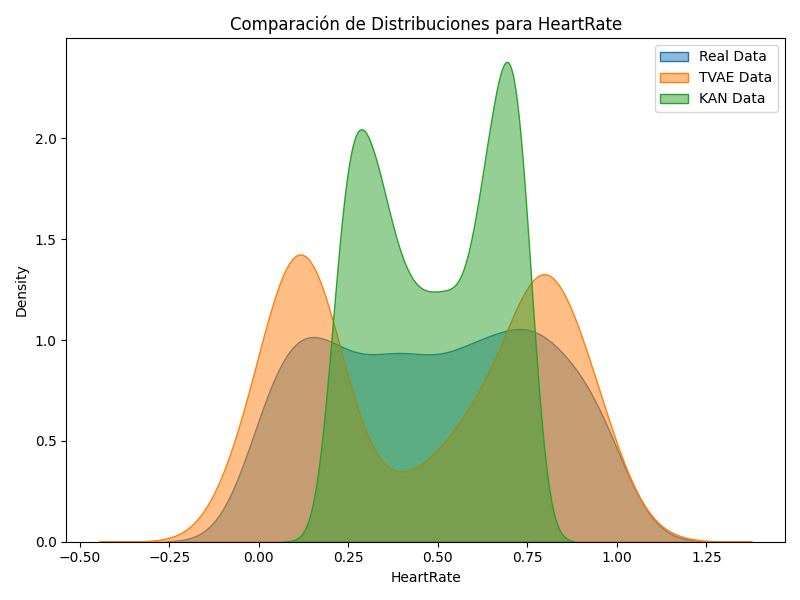 Comparación de Distribuciones para HeartRate
Real Data
TVAE Data
KAN Data
Density
2.0
1.5
1.0
0.5
0.0
−0.50 −0.25 0.00 0.25 0.50 0.75 1.00 1.25
HeartRate